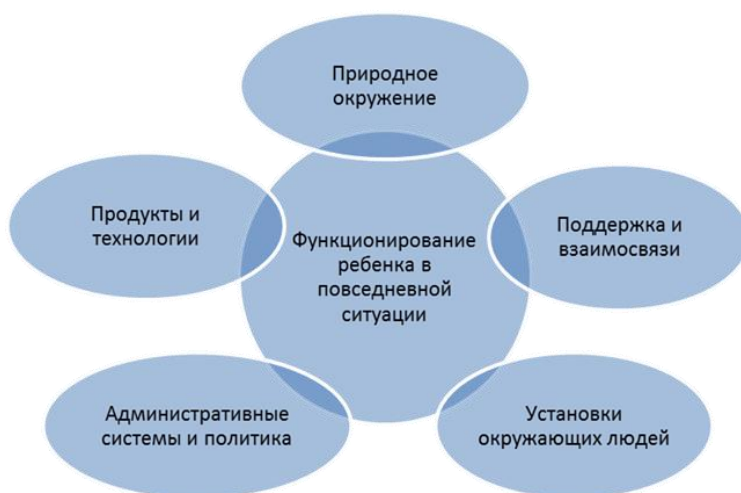 Природное
окружение
Продукты и
технологии
Функционирование
ребенка в
повседневной
ситуации
Поддержка и
взаимосвязи
Административные
системы и политика
Установки
окружающих людей